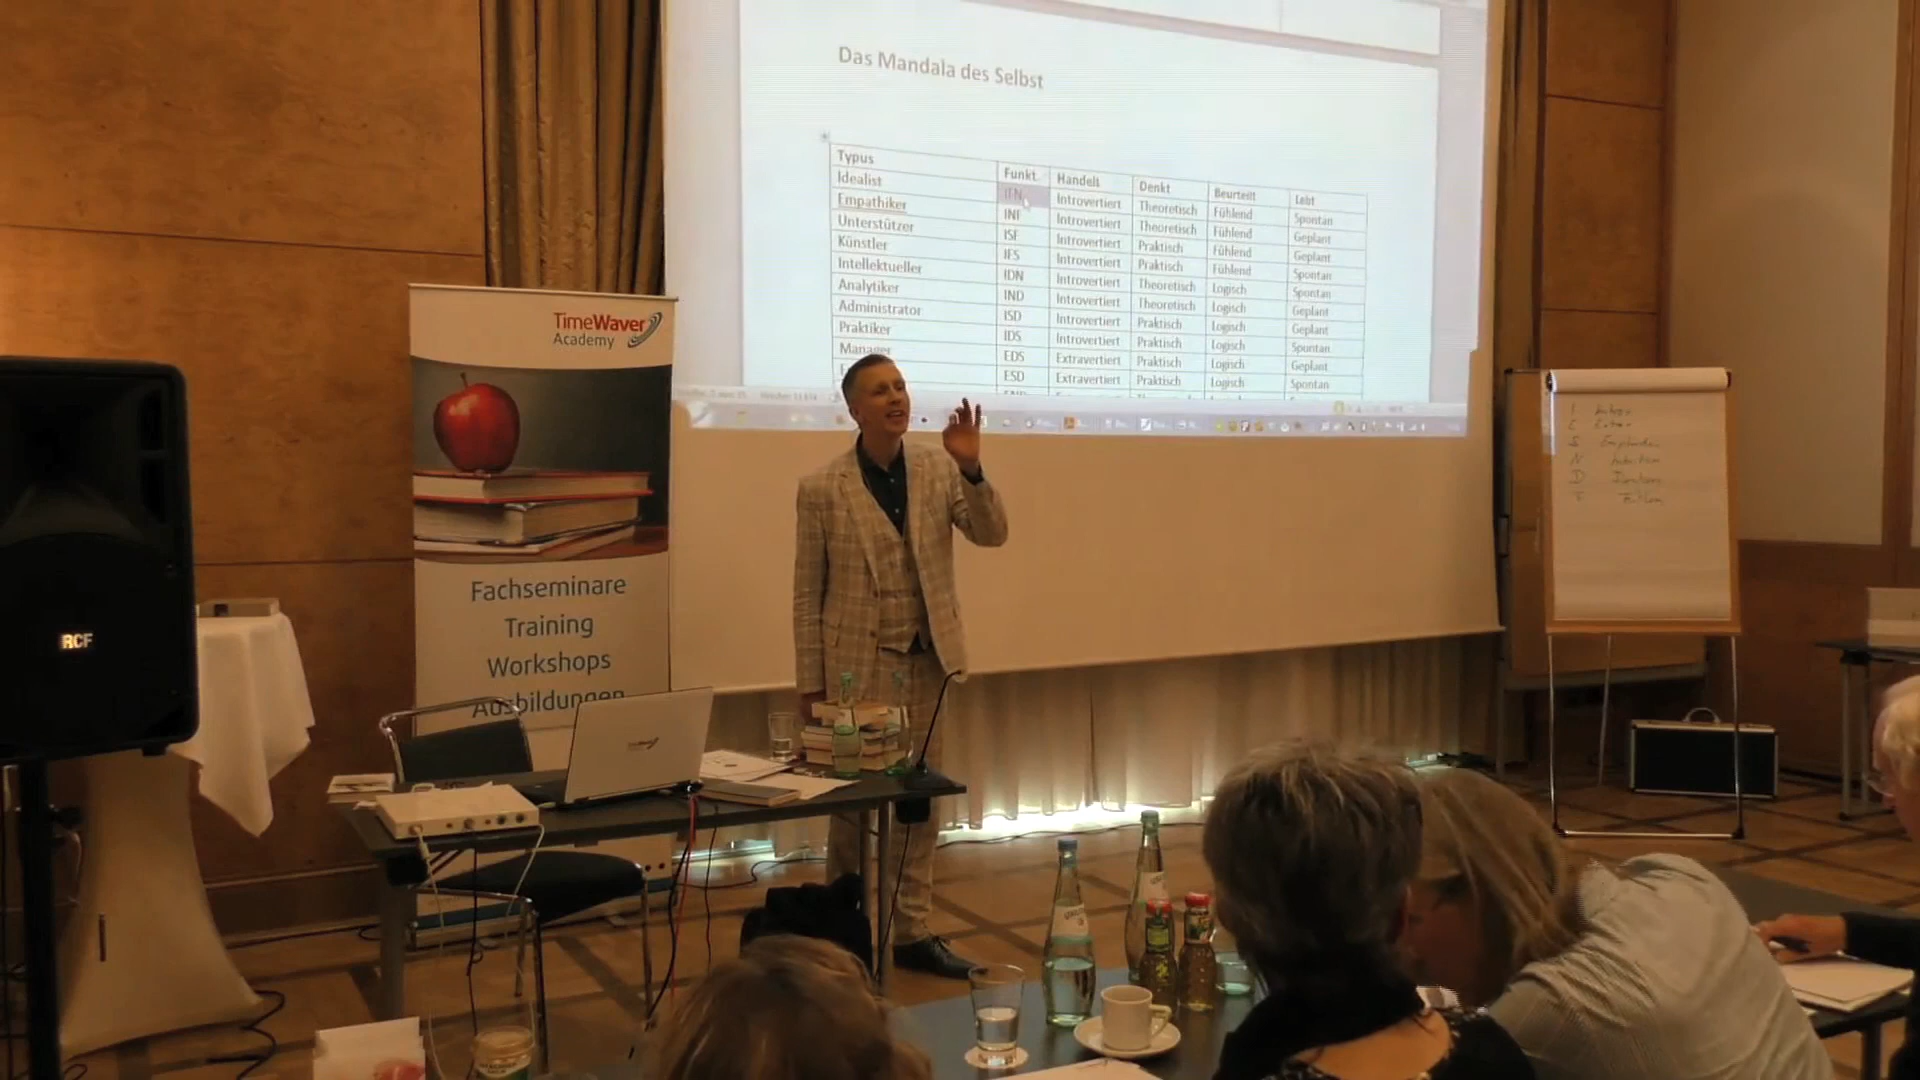 Das Mandala des Selbst
Typus Funkt. Handelt Denkt Beurteilt Lebt
Idealist IFN Introvertiert Theoretisch Fühlend Spontan
Empathiker INF Introvertiert Theoretisch Fühlend Geplant
Unterstützer ISF Introvertiert Praktisch Fühlend Geplant
Künstler IFS Introvertiert Praktisch Fühlend Spontan
Intellektueller IDN Introvertiert Theoretisch Logisch Spontan
Analytiker IND Introvertiert Theoretisch Logisch Geplant
Administrator ISD Introvertiert Praktisch Logisch Geplant
Praktiker IDS Introvertiert Praktisch Logisch Spontan
Manager EDS Extravertiert Praktisch Logisch Geplant
ESD Extravertiert Praktisch Logisch Spontan
TimeWaver
Academy
Fachseminare
Training
Workshops
Ausbildungen
RCF
I
E
S
N
D